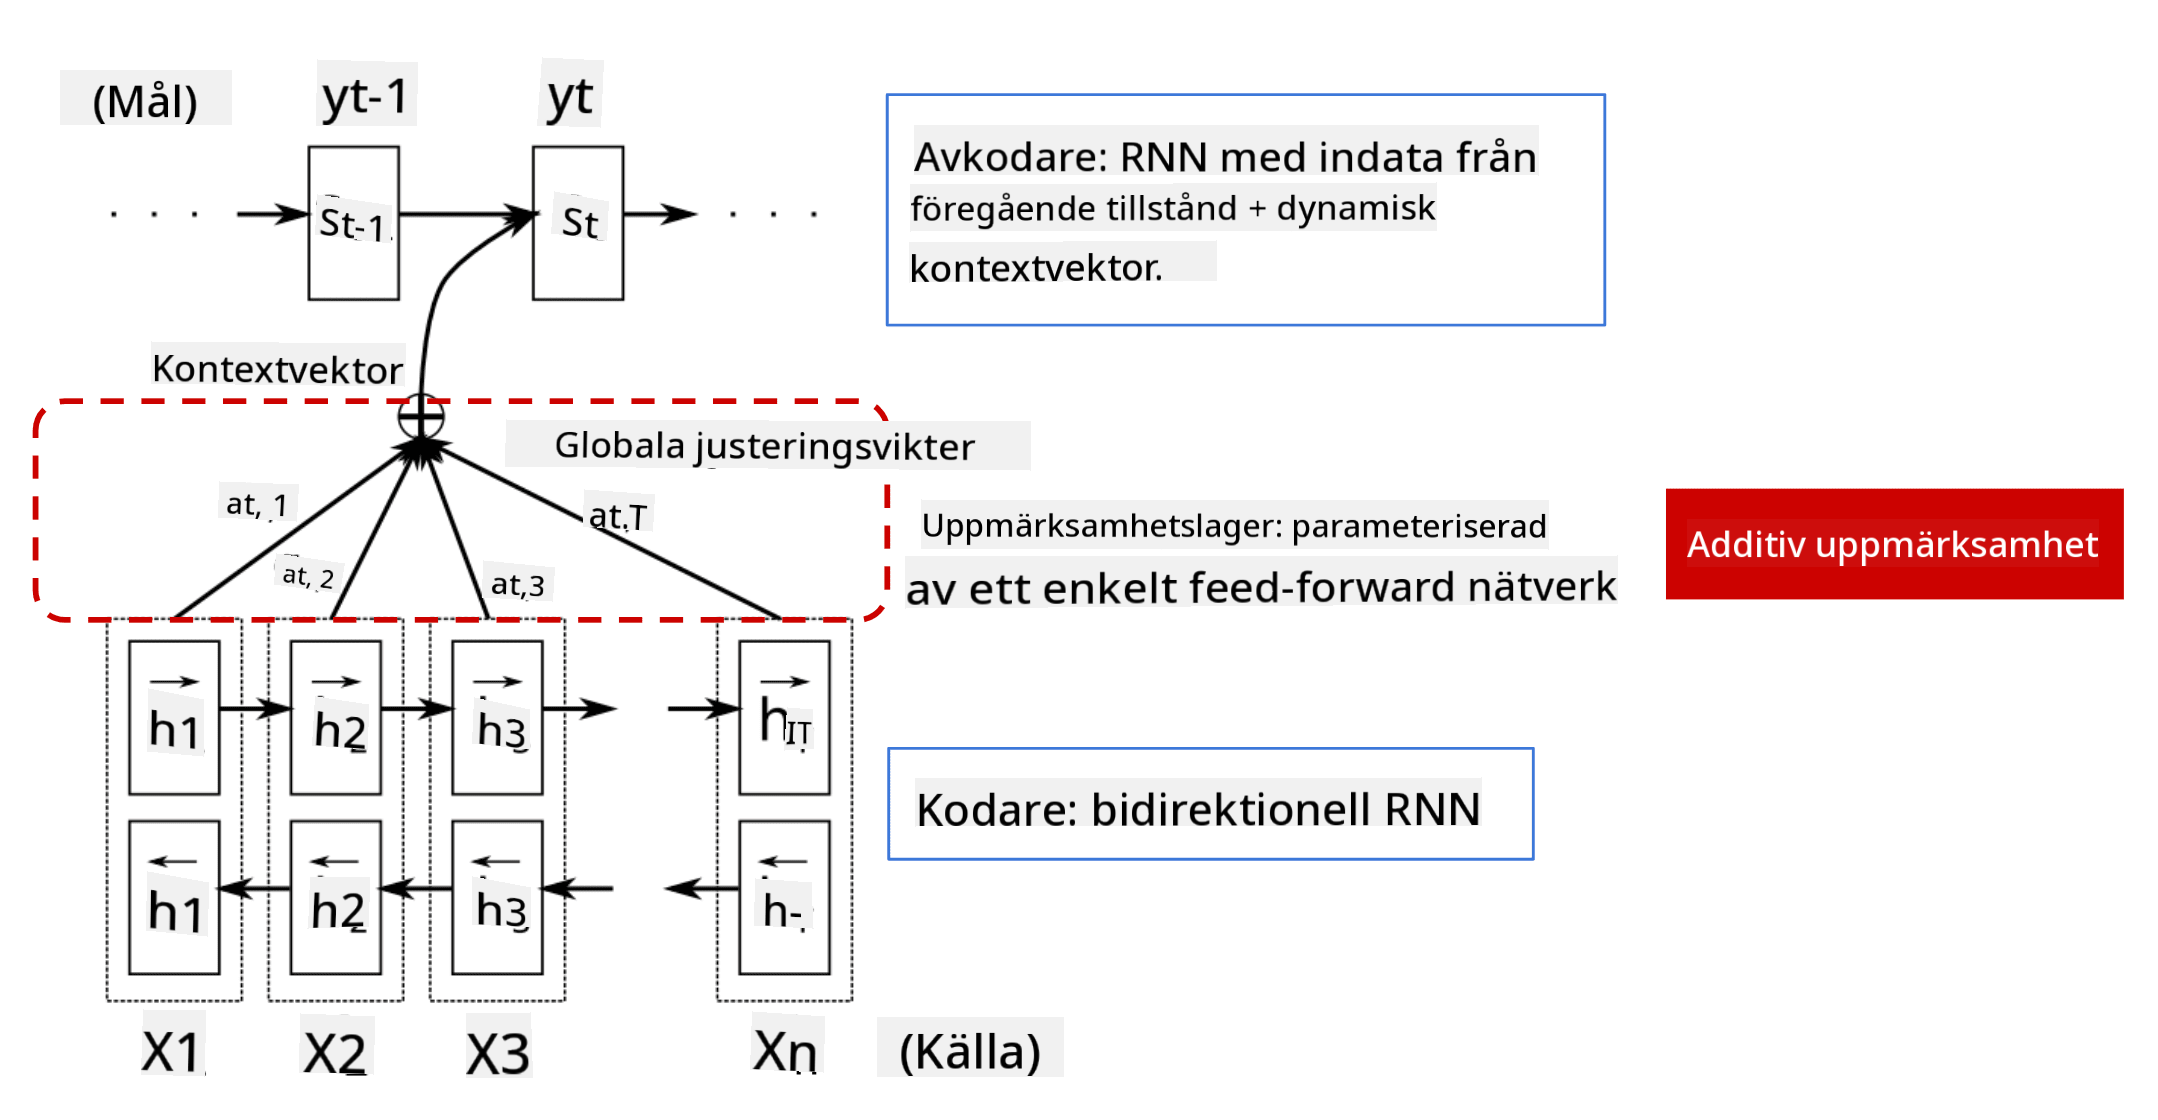 (Mål)
yt-1
yt
St-1
St
Avkodare: RNN med indata från
föregående tillstånd + dynamisk
kontextvektor.
Kontextvektor
Globala justeringsvikter
at, 1
at, 2
at,3
at.T
Uppmärksamhetslager: parameteriserad
av ett enkelt feed-forward nätverk
Additiv uppmärksamhet
h1
h2
h3
hIT
Kodare: bidirektionell RNN
h1
h2
h3
h-
X1
X2
X3
Xn
(Källa)